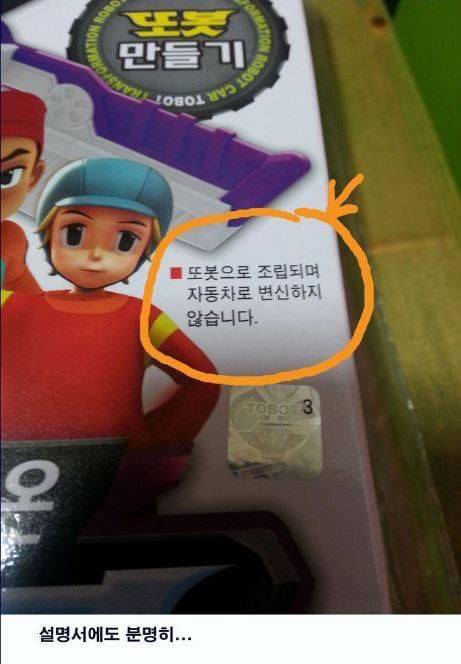 또봇
만들기
TRANSFORMATION ROBOT CAR TOBOT
■ 또봇으로 조립되며
자동차로 변신하지
않습니다.
TOBOT 3
설명서에도 분명히...